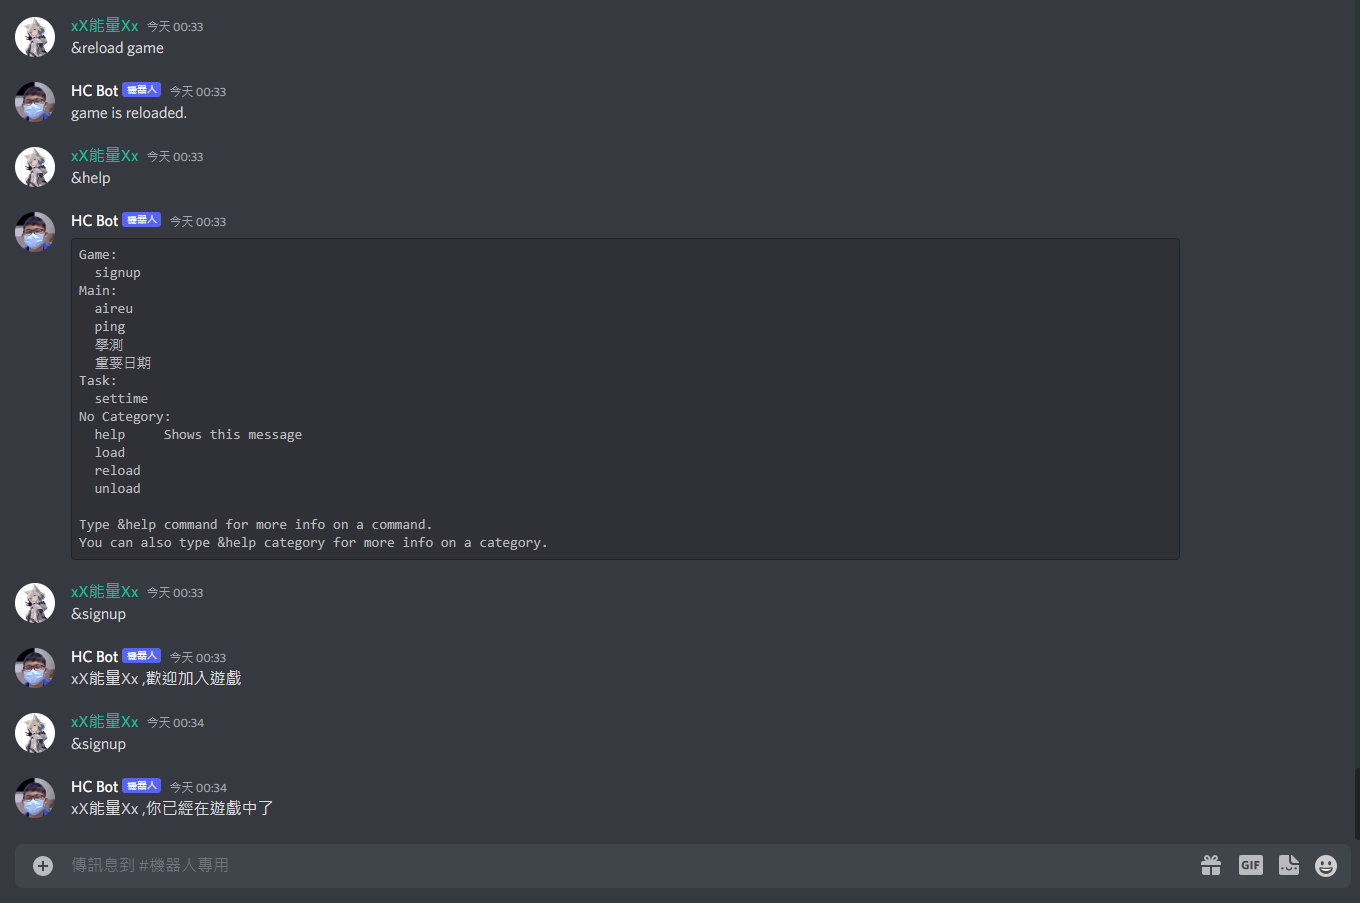 xX能量Xx 今天 00:33
&reload game
HC Bot 機器人 今天 00:33
game is reloaded.
xX能量Xx 今天 00:33
&help
HC Bot 機器人 今天 00:33
Game:
signup
Main:
aireu
ping
學測
重要日期
Task:
settime
No Category:
help Shows this message
load
reload
unload
Type &help command for more info on a command.
You can also type &help category for more info on a category.
xX能量Xx 今天 00:33
&signup
HC Bot 機器人 今天 00:33
xX能量Xx ,歡迎加入遊戲
xX能量Xx 今天 00:34
&signup
HC Bot 機器人 今天 00:34
xX能量Xx ,你已經在遊戲中了
傳訊息到 #機器人專用
GIF